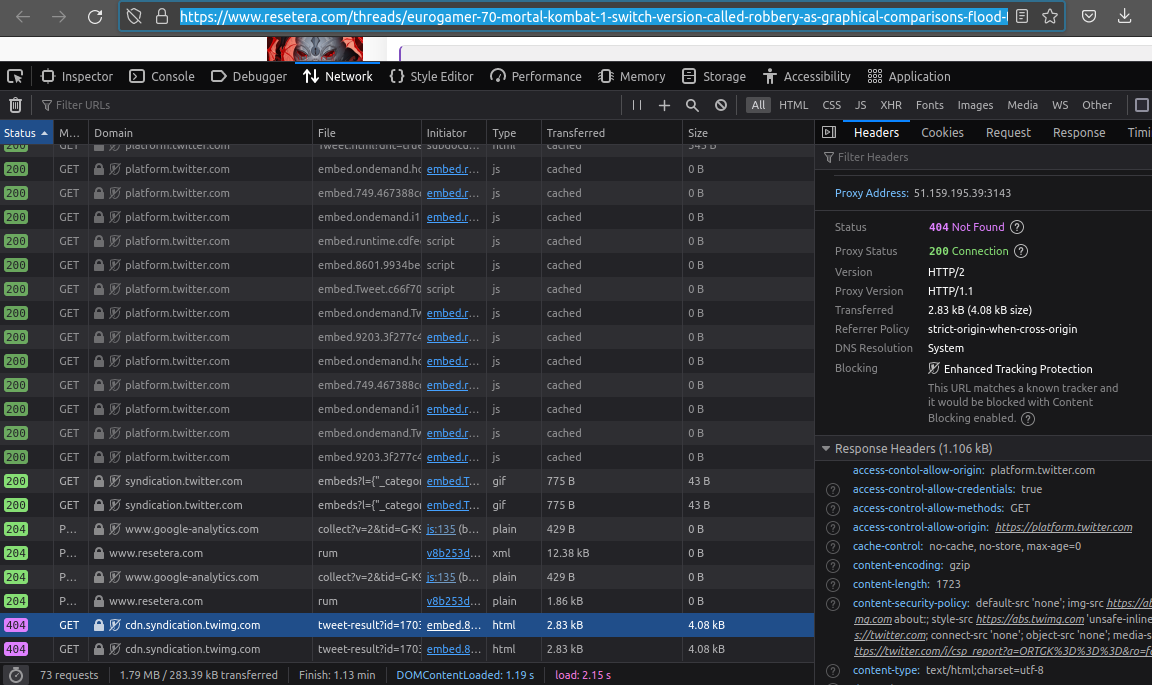 https://www.resetera.com/threads/eurogamer-70-mortal-kombat-1-switch-version-called-robbery-as-graphical-comparisons-flood-
Inspector Console Debugger Network Style Editor Performance Memory Storage Accessibility Application
Filter URLs
All HTML CSS JS XHR Fonts Images Media WS Other
Status M… Domain File Initiator Type Transferred Size
200 GET platform.twitter.com Tweet.html?dnt=true subdocu… html cached 543 B
200 GET platform.twitter.com embed.ondemand.ho embed.r… js cached 0 B
200 GET platform.twitter.com embed.749.467388cc embed.r… js cached 0 B
200 GET platform.twitter.com embed.ondemand.i1 embed.r… js cached 0 B
200 GET platform.twitter.com embed.runtime.cdfe script js cached 0 B
200 GET platform.twitter.com embed.8601.9934be script js cached 0 B
200 GET platform.twitter.com embed.Tweet.c66f70 script js cached 0 B
200 GET platform.twitter.com embed.ondemand.Tw embed.r… js cached 0 B
200 GET platform.twitter.com embed.9203.3f277c4 embed.r… js cached 0 B
200 GET platform.twitter.com embed.ondemand.ho embed.r… js cached 0 B
200 GET platform.twitter.com embed.749.467388cc embed.r… js cached 0 B
200 GET platform.twitter.com embed.ondemand.i1 embed.r… js cached 0 B
200 GET platform.twitter.com embed.ondemand.Tw embed.r… js cached 0 B
200 GET platform.twitter.com embed.9203.3f277c4 embed.r… js cached 0 B
200 GET syndication.twitter.com embeds?l={"_categor embed.T… gif 775 B 43 B
200 GET syndication.twitter.com embeds?l={"_categor embed.T… gif 775 B 43 B
204 P… www.google-analytics.com collect?v=2&tid=G-K9 js:135 (b… plain 429 B 0 B
204 P… www.resetera.com rum v8b253d… xml 12.38 kB 0 B
204 P… www.google-analytics.com collect?v=2&tid=G-K9 js:135 (b… plain 429 B 0 B
204 P… www.resetera.com rum v8b253d… plain 1.86 kB 0 B
404 GET cdn.syndication.twimg.com tweet-result?id=1703 embed.8… html 2.83 kB 4.08 kB
404 GET cdn.syndication.twimg.com tweet-result?id=1703 embed.8… html 2.83 kB 4.08 kB
73 requests 1.79 MB / 283.39 kB transferred Finish: 1.13 min DOMContentLoaded: 1.19 s load: 2.15 s
Headers Cookies Request Response Timi
Filter Headers
Proxy Address: 51.159.195.39:3143
Status 404 Not Found ?
Proxy Status 200 Connection ?
Version HTTP/2
Proxy Version HTTP/1.1
Transferred 2.83 kB (4.08 kB size)
Referrer Policy strict-origin-when-cross-origin
DNS Resolution System
Blocking Enhanced Tracking Protection
This URL matches a known tracker and
it would be blocked with Content
Blocking enabled. ?
Response Headers (1.106 kB)
access-contol-allow-origin: platform.twitter.com
? access-control-allow-credentials: true
? access-control-allow-methods: GET
? access-control-allow-origin: https://platform.twitter.com
? cache-control: no-cache, no-store, max-age=0
? content-encoding: gzip
? content-length: 1723
? content-security-policy: default-src 'none'; img-src https://abs
mg.com about:; style-src https://abs.twimg.com 'unsafe-inline
s://twitter.com; connect-src 'none'; object-src 'none'; media-s
ttps://twitter.com/i/csp_report?a=ORTGK%3D%3D%3D&ro=fa
? content-type: text/html;charset=utf-8